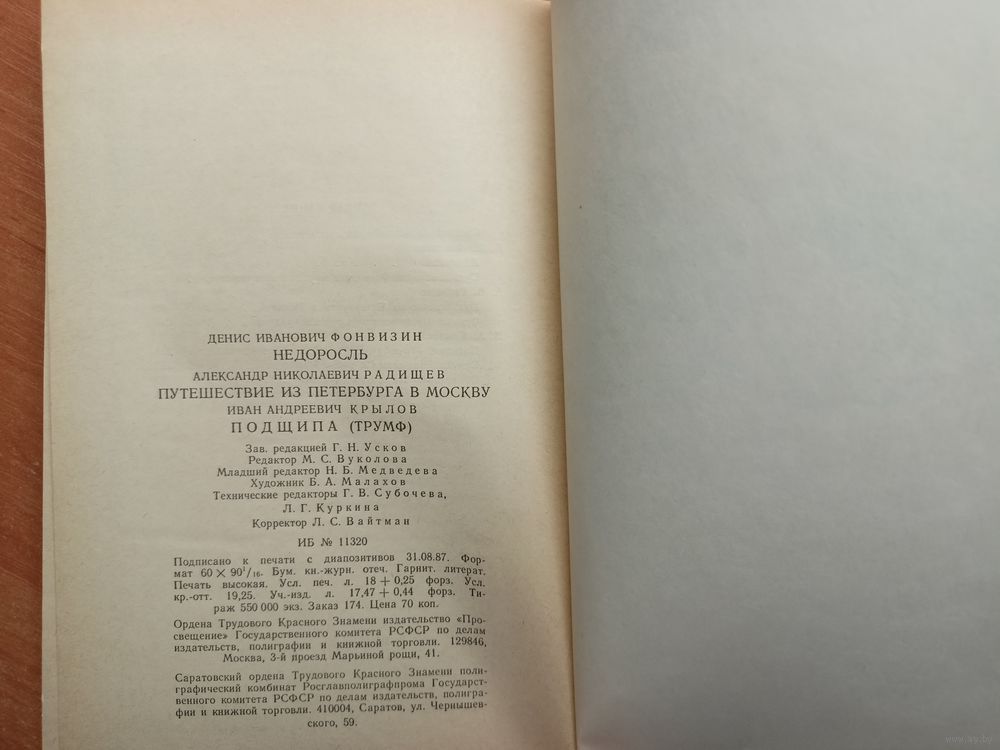 ДЕНИС ИВАНОВИЧ ФОНВИЗИН
НЕДОРОСЛЬ
АЛЕКСАНДР НИКОЛАЕВИЧ РАДИЩЕВ
ПУТЕШЕСТВИЕ ИЗ ПЕТЕРБУРГА В МОСКВУ
ИВАН АНДРЕЕВИЧ КРЫЛОВ
ПОДЩИПА (ТРУМФ)
Зав. редакцией Г. Н. Усков
Редактор М. С. Вуколова
Младший редактор Н. Б. Медведева
Художник Б. А. Малахов
Технические редакторы Г. В. Субочева,
Л. Г. Куркина
Корректор Л. С. Вайтман
ИБ № 11320
Подписано к печати с диапозитивов 31.08.87. Фор-
мат 60 × 90¹/₁₆. Бум. кн.-журн. отеч. Гарнит. литерат.
Печать высокая. Усл. печ. л. 18 + 0,25 форз. Усл.
кр.-отт. 19,25. Уч.-изд. л. 17,47 + 0,44 форз. Ти-
раж 550 000 экз. Заказ 174. Цена 70 коп.
Ордена Трудового Красного Знамени издательство «Про-
свещение» Государственного комитета РСФСР по делам
издательств, полиграфии и книжной торговли. 129846,
Москва, 3-й проезд Марьиной рощи, 41.
Саратовский ордена Трудового Красного Знамени поли-
графический комбинат Росглавполиграфпрома Государст-
венного комитета РСФСР по делам издательств, полигра-
фии и книжной торговли. 410004, Саратов, ул. Чернышев-
ского, 59.
www.ay.by